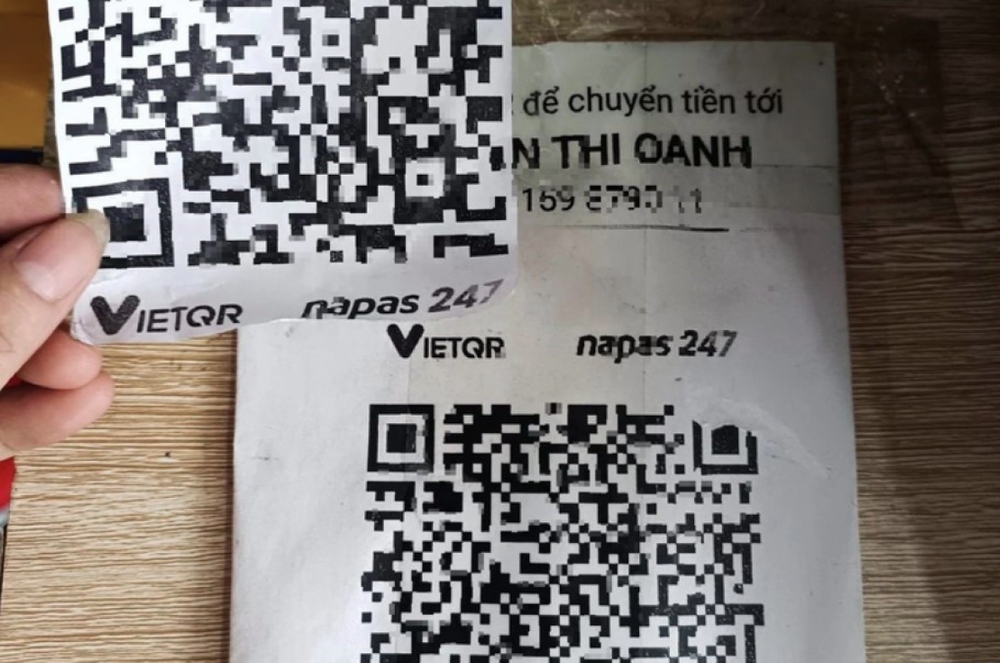 để chuyển tiền tới
THI OANH
VIETQR napas 247
VIETQR napas 247